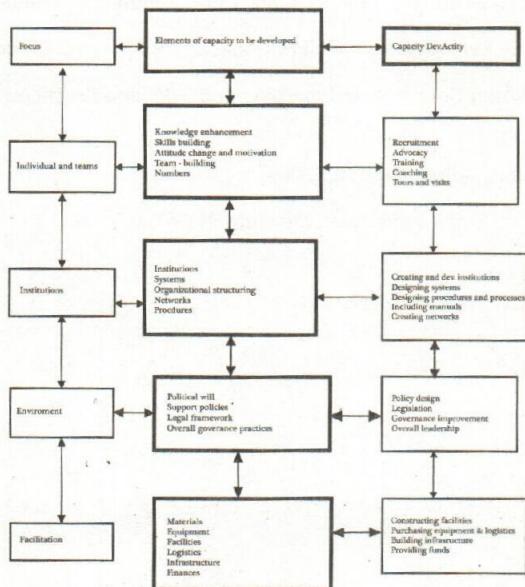 Focus
Elements of capacity to be developed
Capacity Dev.Actity
Individual and teams
Knowledge enhancement
Skills building
Attitude change and motivation
Team - building
Numbers
Recruitment
Advocacy
Training
Coaching
Tours and visits
Institutions
Institutions
Systems
Organizational structuring
Networks
Procdures
Creating and dev institutions
Designing systems
Designing procedures and processes
Including manuals
Creating networks
Enviroment
Political will
Support policies
Legal framework
Overall goverance practices
Policy design
Legislation
Governance improvement
Overall leadership
Facilitation
Materials
Equipment
Facilities
Logistics
Infrastructure
Finances
Constructing facilities
Purchasing equipment & logistics
Building infrasructure
Providing funds